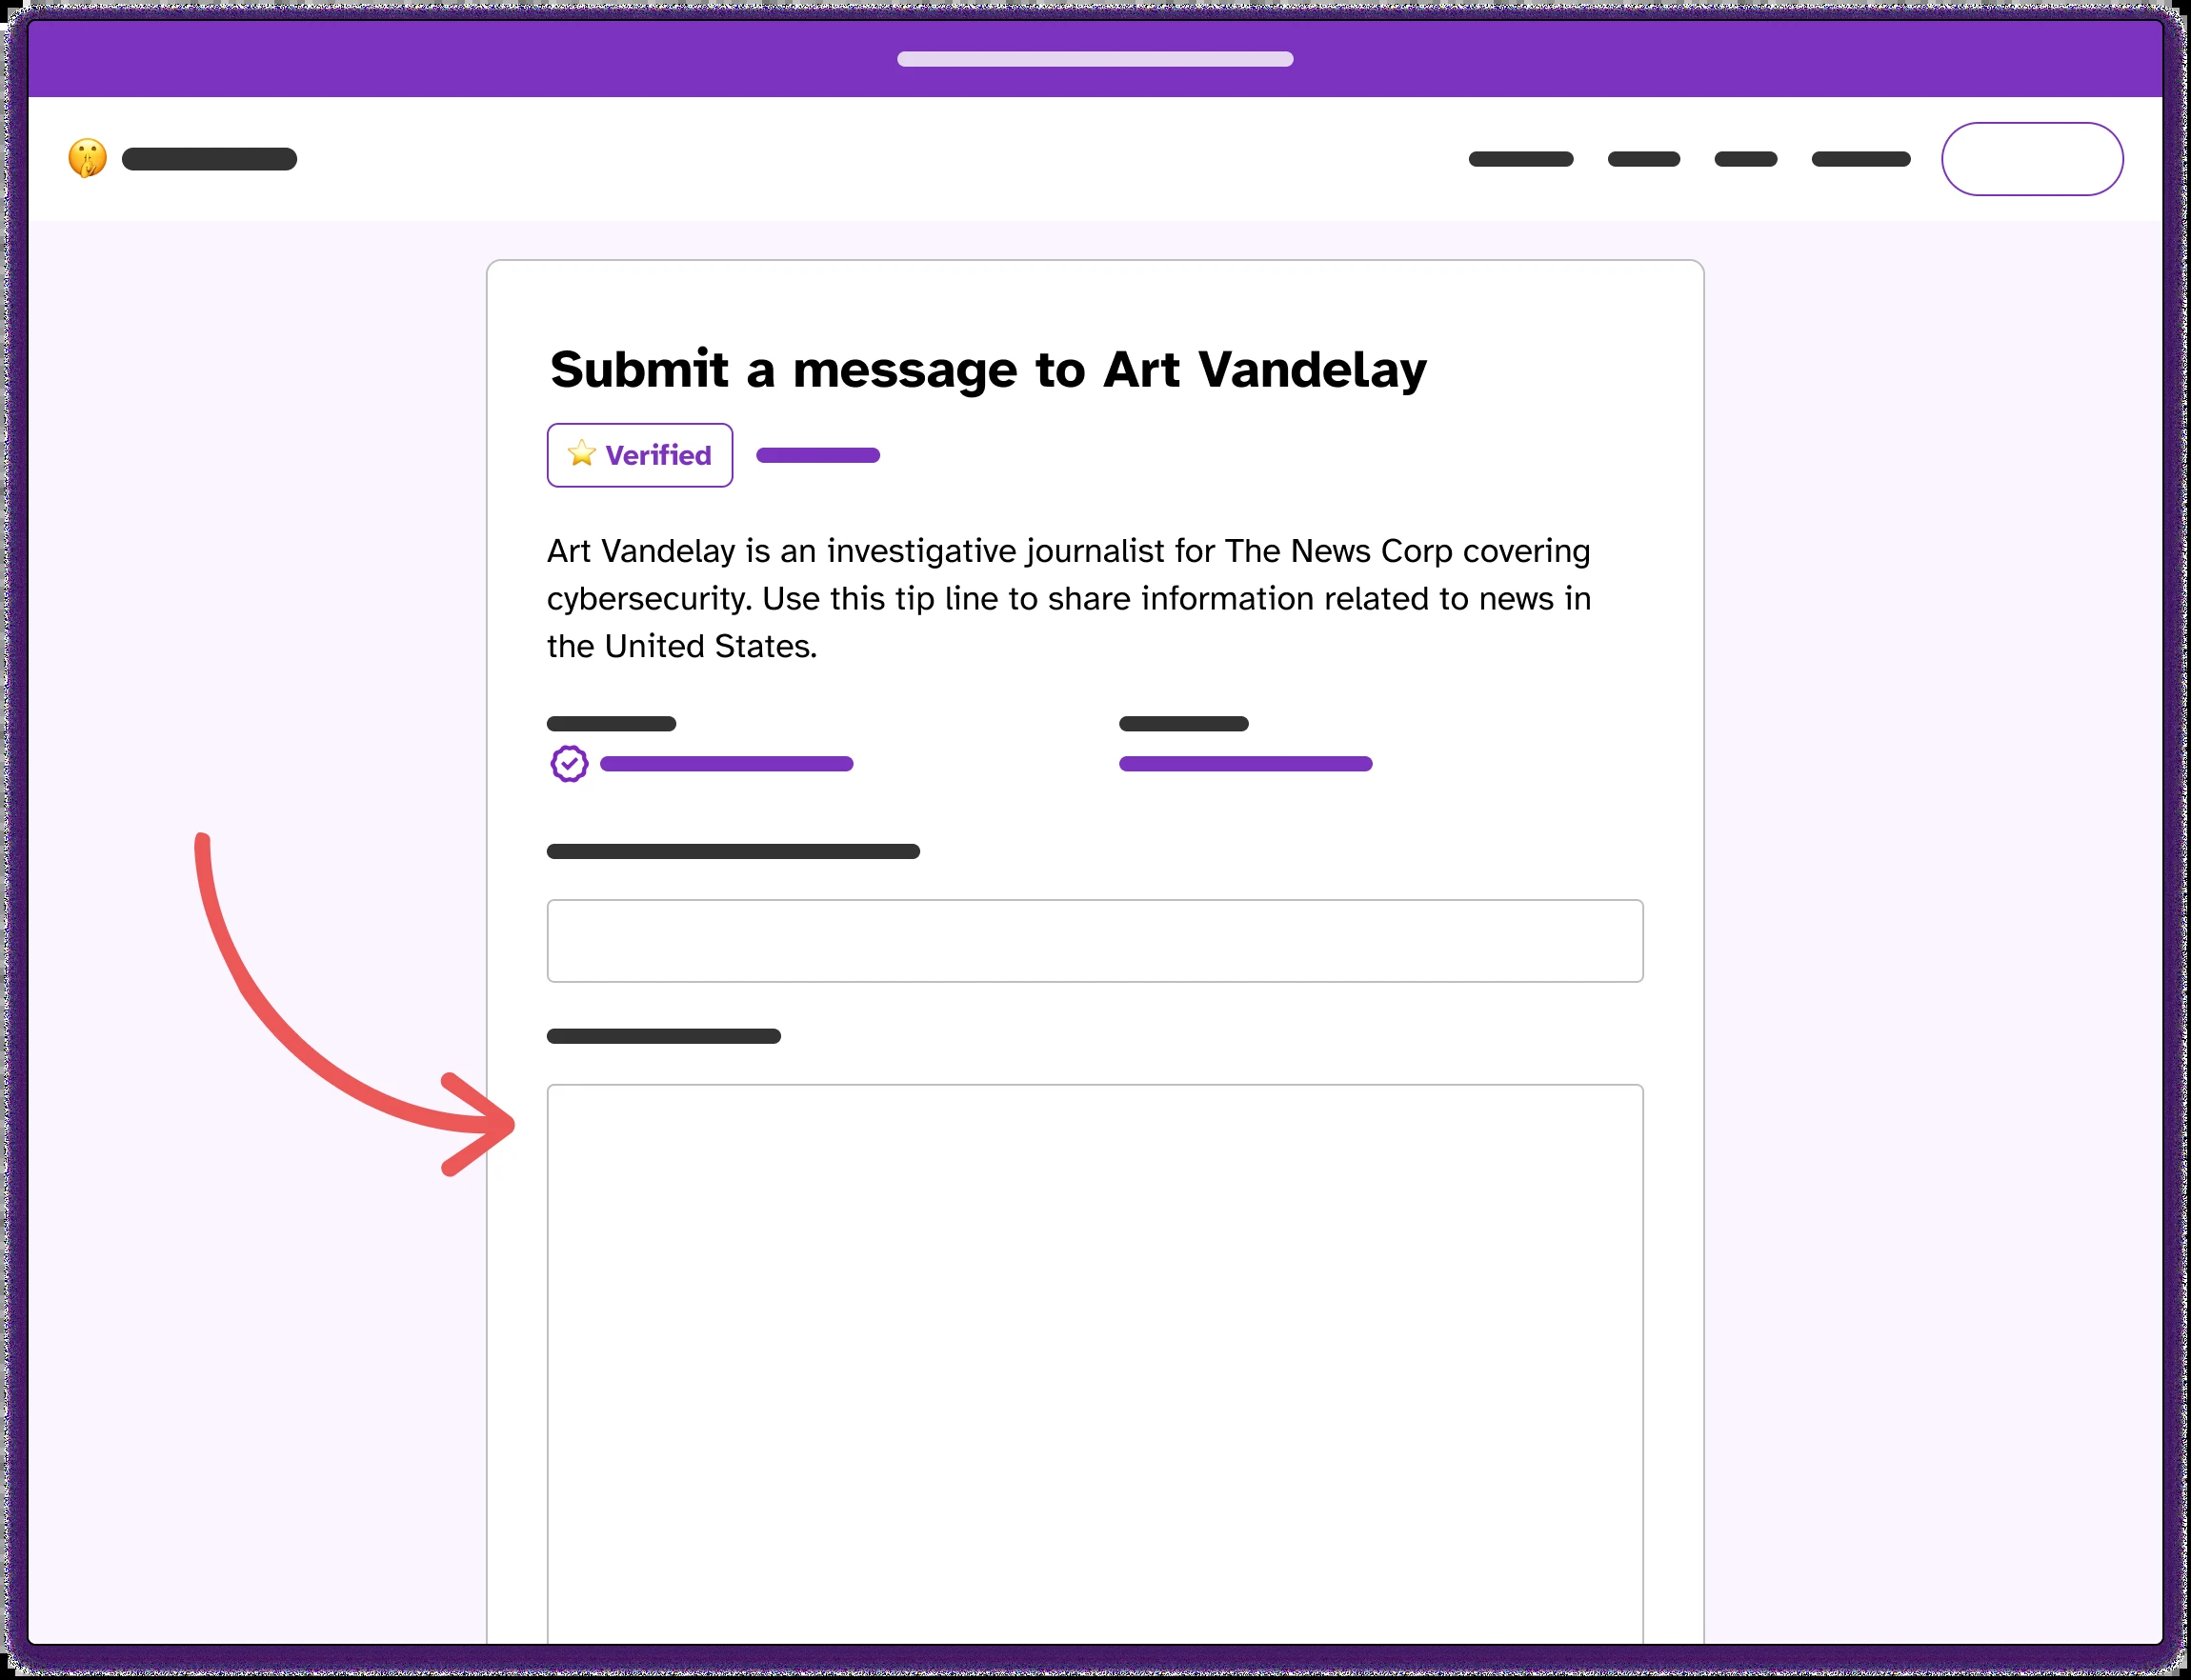 Submit a message to Art Vandelay
⭐ Verified
Art Vandelay is an investigative journalist for The News Corp covering
cybersecurity. Use this tip line to share information related to news in
the United States.